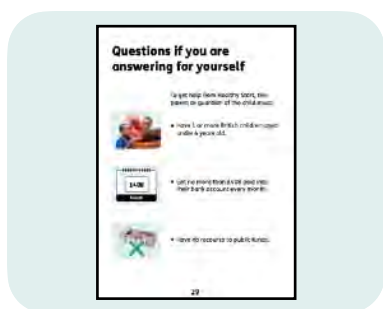 Questions if you are
answering for yourself
To get help from Healthy Start, the
parent or guardian of the child must:
• Have 1 or more British children aged
under 4 years old.
£408
• Get no more than £408 paid into
their bank account every month.
• Have no recourse to public funds.
29